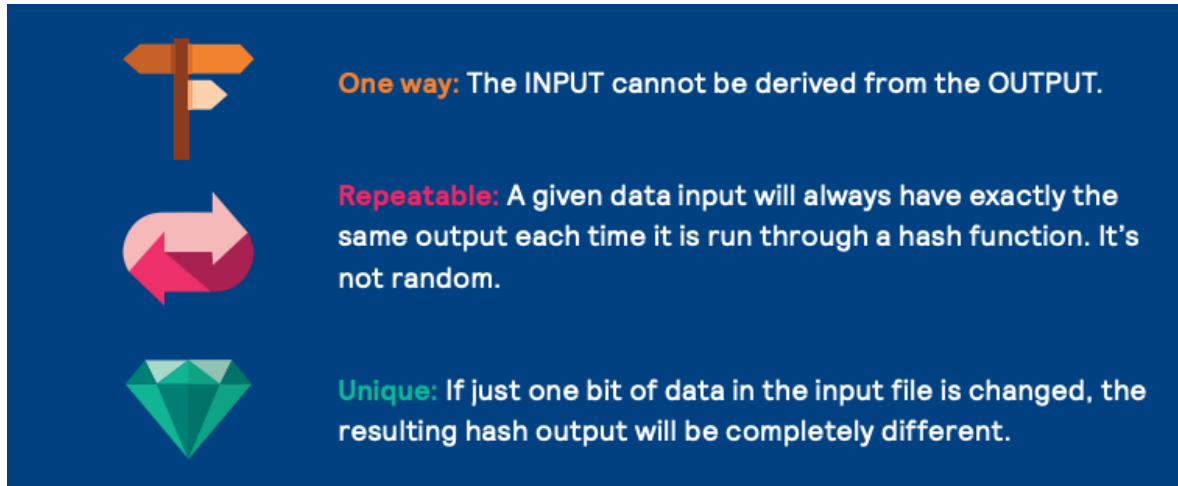 One way: The INPUT cannot be derived from the OUTPUT.
Repeatable: A given data input will always have exactly the
same output each time it is run through a hash function. It's
not random.
Unique: If just one bit of data in the input file is changed, the
resulting hash output will be completely different.